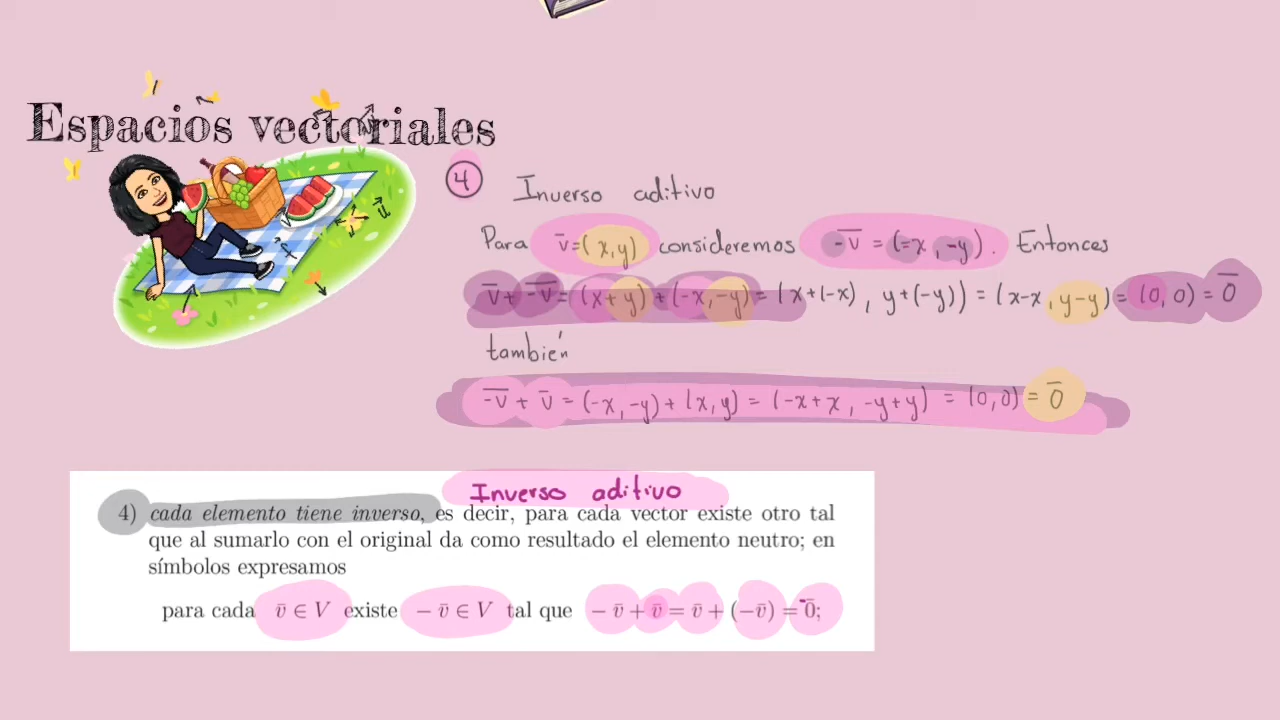 Espacios vectoriales
u⃗
4 Inverso aditivo
Para v̄=(x,y) consideremos -v̄ = (-x,-y). Entonces
v̄+ -v̄ = (x+y)+(-x,-y) = (x+(-x), y+(-y)) = (x-x, y-y) = (0,0) = 0̄
también
-v̄ + v̄ = (-x,-y)+(x,y) = (-x+x, -y+y) = (0,0) = 0̄
Inverso aditivo
4) cada elemento tiene inverso, es decir, para cada vector existe otro tal
que al sumarlo con el original da como resultado el elemento neutro; en
símbolos expresamos
para cada v̄ ∈ V existe − v̄ ∈ V tal que − v̄ + v̄ = v̄ + (−v̄) = 0̄;